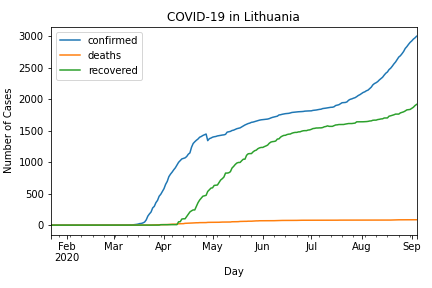 COVID-19 in Lithuania
confirmed
deaths
recovered
Number of Cases
3000
2500
2000
1500
1000
500
0
Feb
2020
Mar
Apr
May
Jun
Jul
Aug
Sep
Day